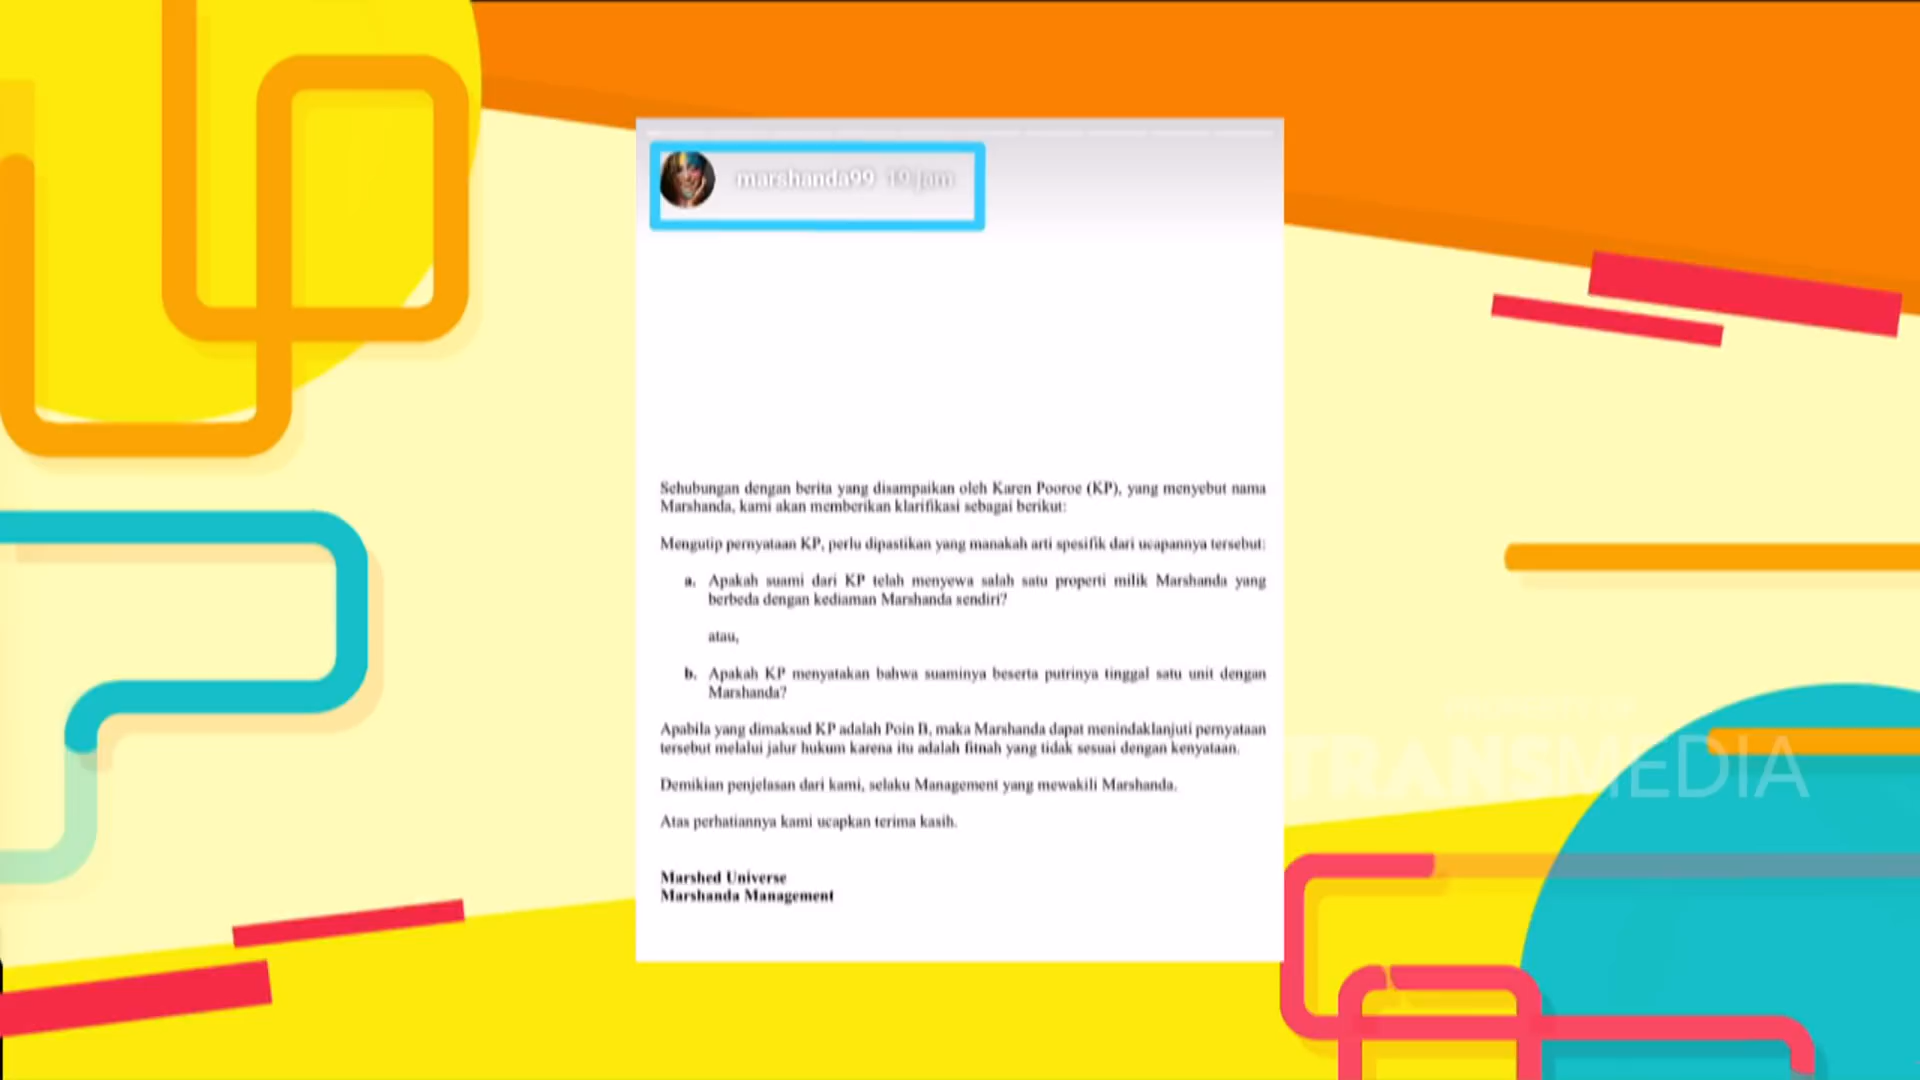 marshanda99 19 jam
Sehubungan dengan berita yang disampaikan oleh Karen Pooroe (KP), yang menyebut nama
Marshanda, kami akan memberikan klarifikasi sebagai berikut:
Mengutip pernyataan KP, perlu dipastikan yang manakah arti spesifik dari ucapannya tersebut:
a. Apakah suami dari KP telah menyewa salah satu properti milik Marshanda yang
berbeda dengan kediaman Marshanda sendiri?
atau,
b. Apakah KP menyatakan bahwa suaminya beserta putrinya tinggal satu unit dengan
Marshanda?
Apabila yang dimaksud KP adalah Poin B, maka Marshanda dapat menindaklanjuti pernyataan
tersebut melalui jalur hukum karena itu adalah fitnah yang tidak sesuai dengan kenyataan.
Demikian penjelasan dari kami, selaku Management yang mewakili Marshanda.
Atas perhatiannya kami ucapkan terima kasih.
Marshed Universe
Marshanda Management
PROPERTY OF
TRANSMEDIA